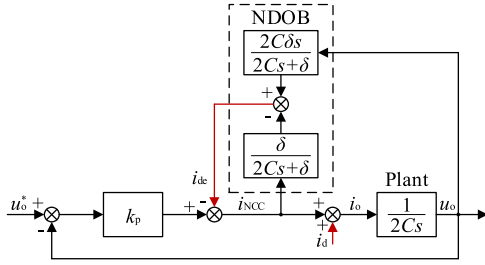 NDOB
2Cδs
2Cs+δ
+
-
δ
2Cs+δ
i_de
Plant
u_o^* +
-
k_p
+ -
i_NCC
+
+
i_d
i_o
1
2Cs
u_o